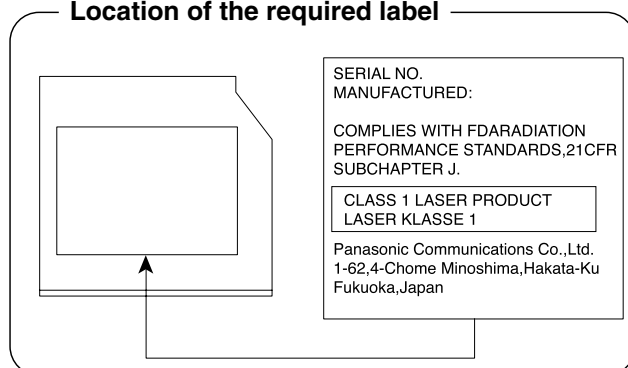 Location of the required label
SERIAL NO.
MANUFACTURED:
COMPLIES WITH FDARADIATION
PERFORMANCE STANDARDS,21CFR
SUBCHAPTER J.
CLASS 1 LASER PRODUCT
LASER KLASSE 1
Panasonic Communications Co.,Ltd.
1-62,4-Chome Minoshima,Hakata-Ku
Fukuoka,Japan